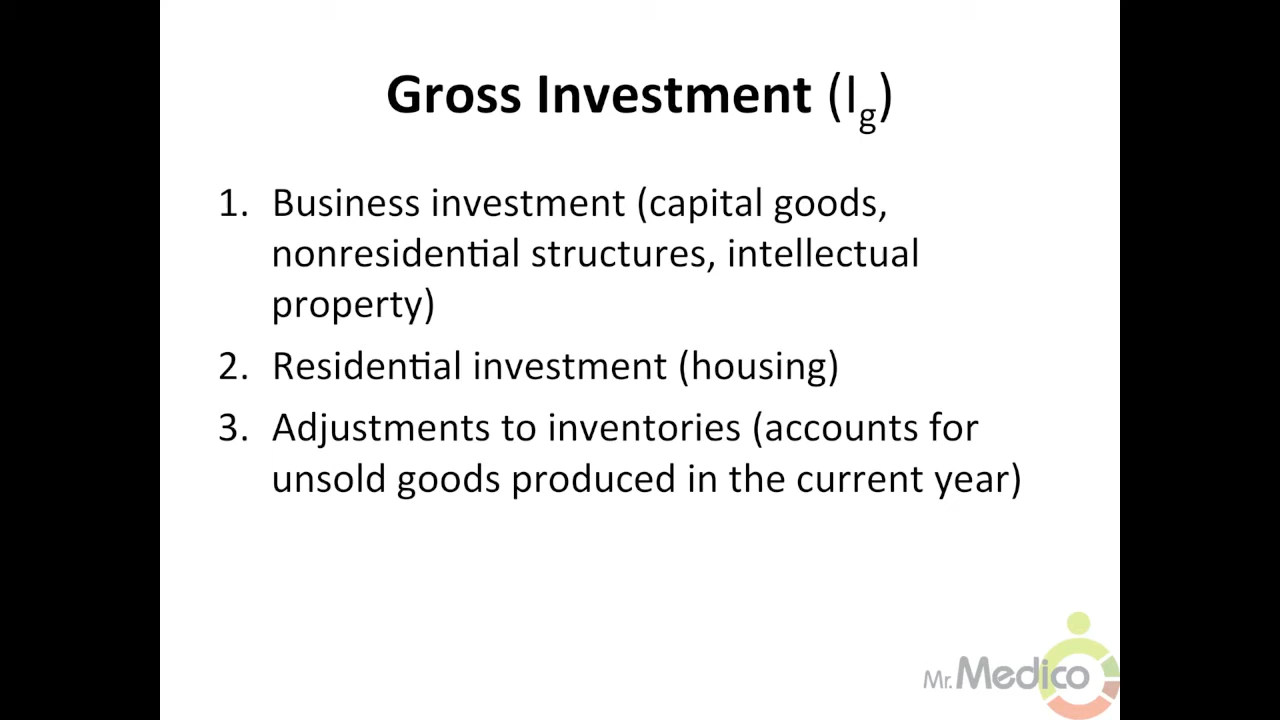 Gross Investment (Ig)
1. Business investment (capital goods,
nonresidential structures, intellectual
property)
2. Residential investment (housing)
3. Adjustments to inventories (accounts for
unsold goods produced in the current year)
Mr. Medico